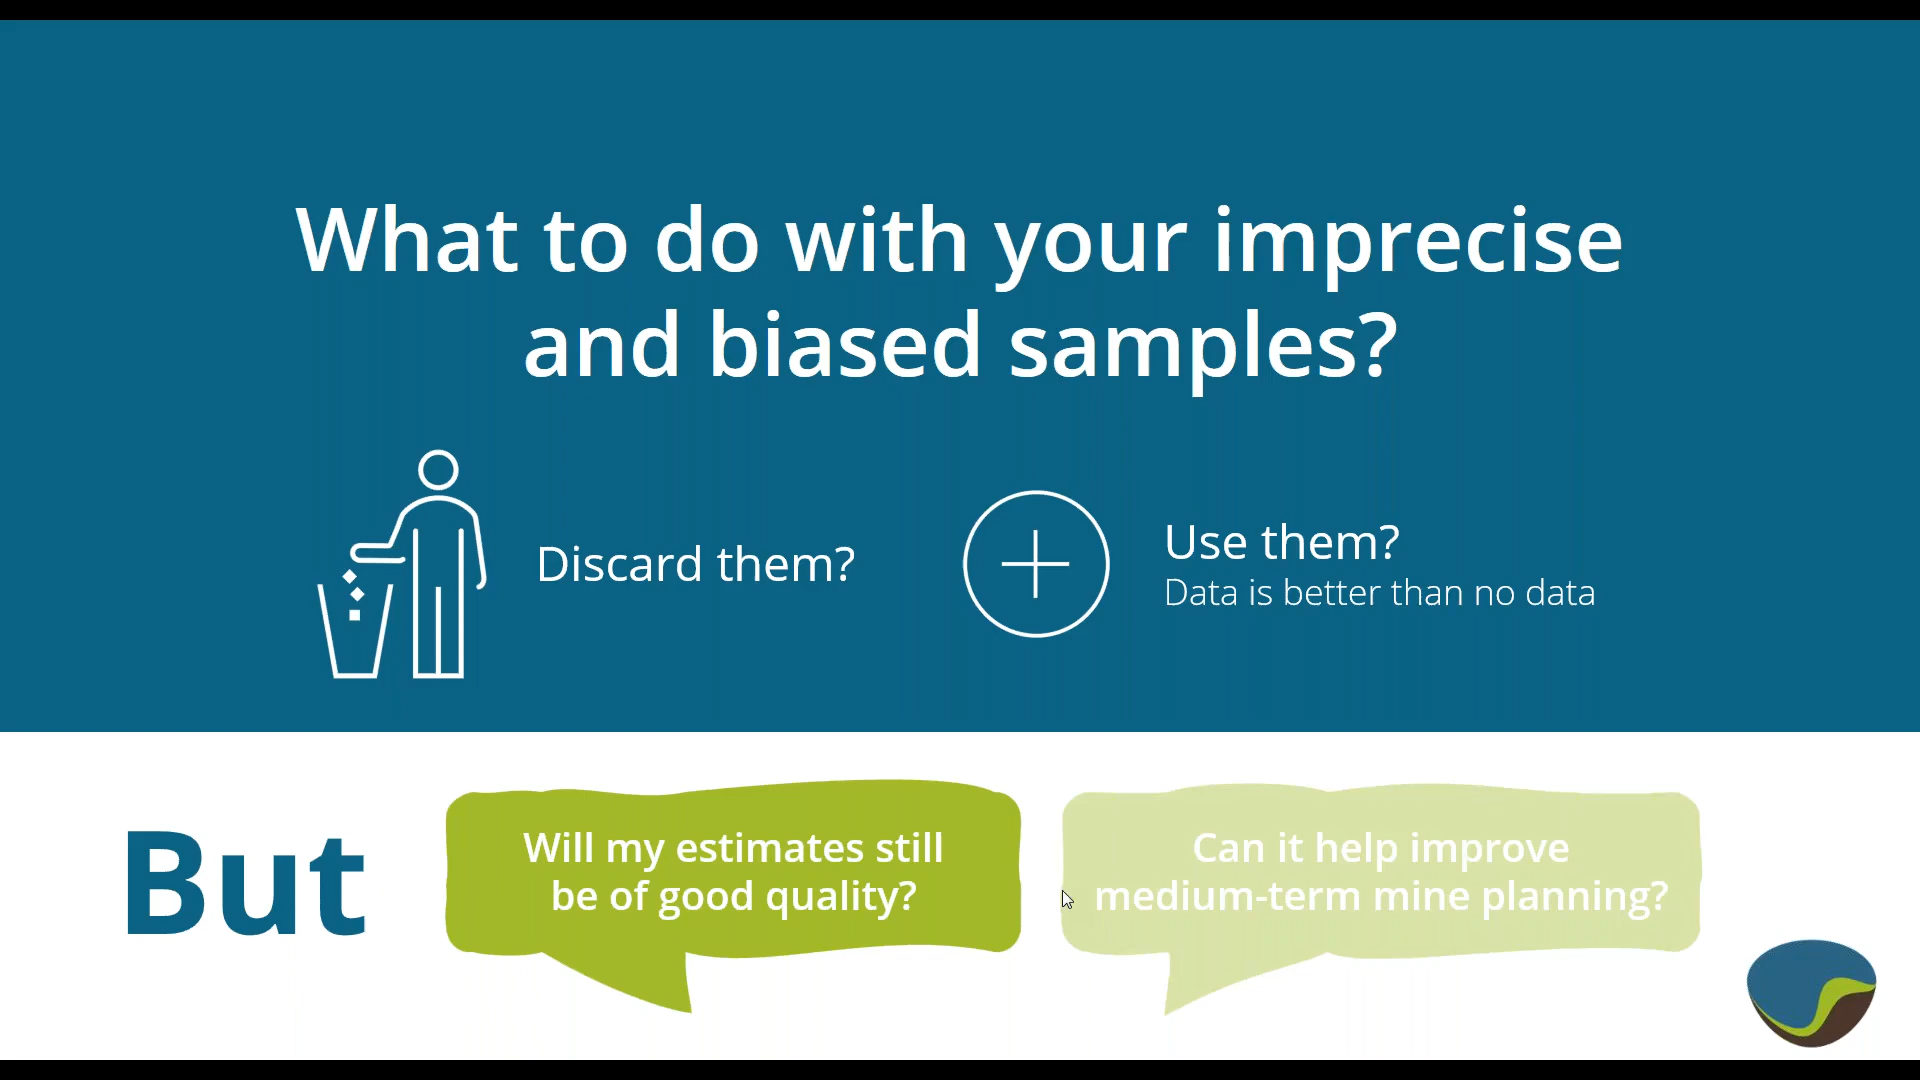 What to do with your imprecise
and biased samples?
Discard them?
Use them?
Data is better than no data
But
Will my estimates still
be of good quality?
Can it help improve
medium-term mine planning?